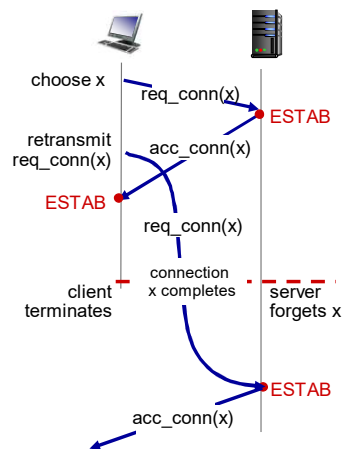 choose x
req_conn(x)
ESTAB
retransmit
req_conn(x)
acc_conn(x)
ESTAB
req_conn(x)
connection
x completes
client
terminates
server
forgets x
ESTAB
acc_conn(x)